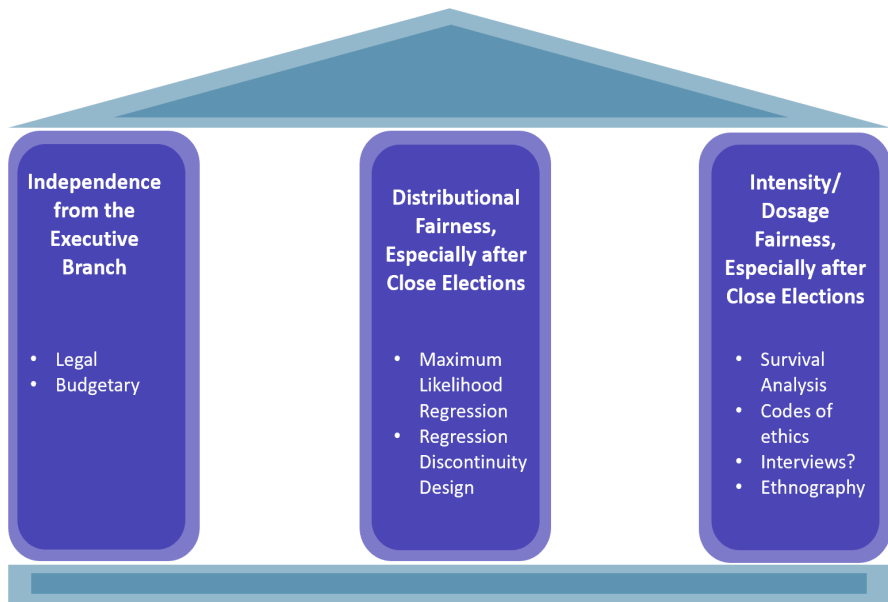 Independence
from the
Executive
Branch
• Legal
• Budgetary
Distributional
Fairness,
Especially after
Close Elections
• Maximum
Likelihood
Regression
• Regression
Discontinuity
Design
Intensity/
Dosage
Fairness,
Especially after
Close Elections
• Survival
Analysis
• Codes of
ethics
• Interviews?
• Ethnography